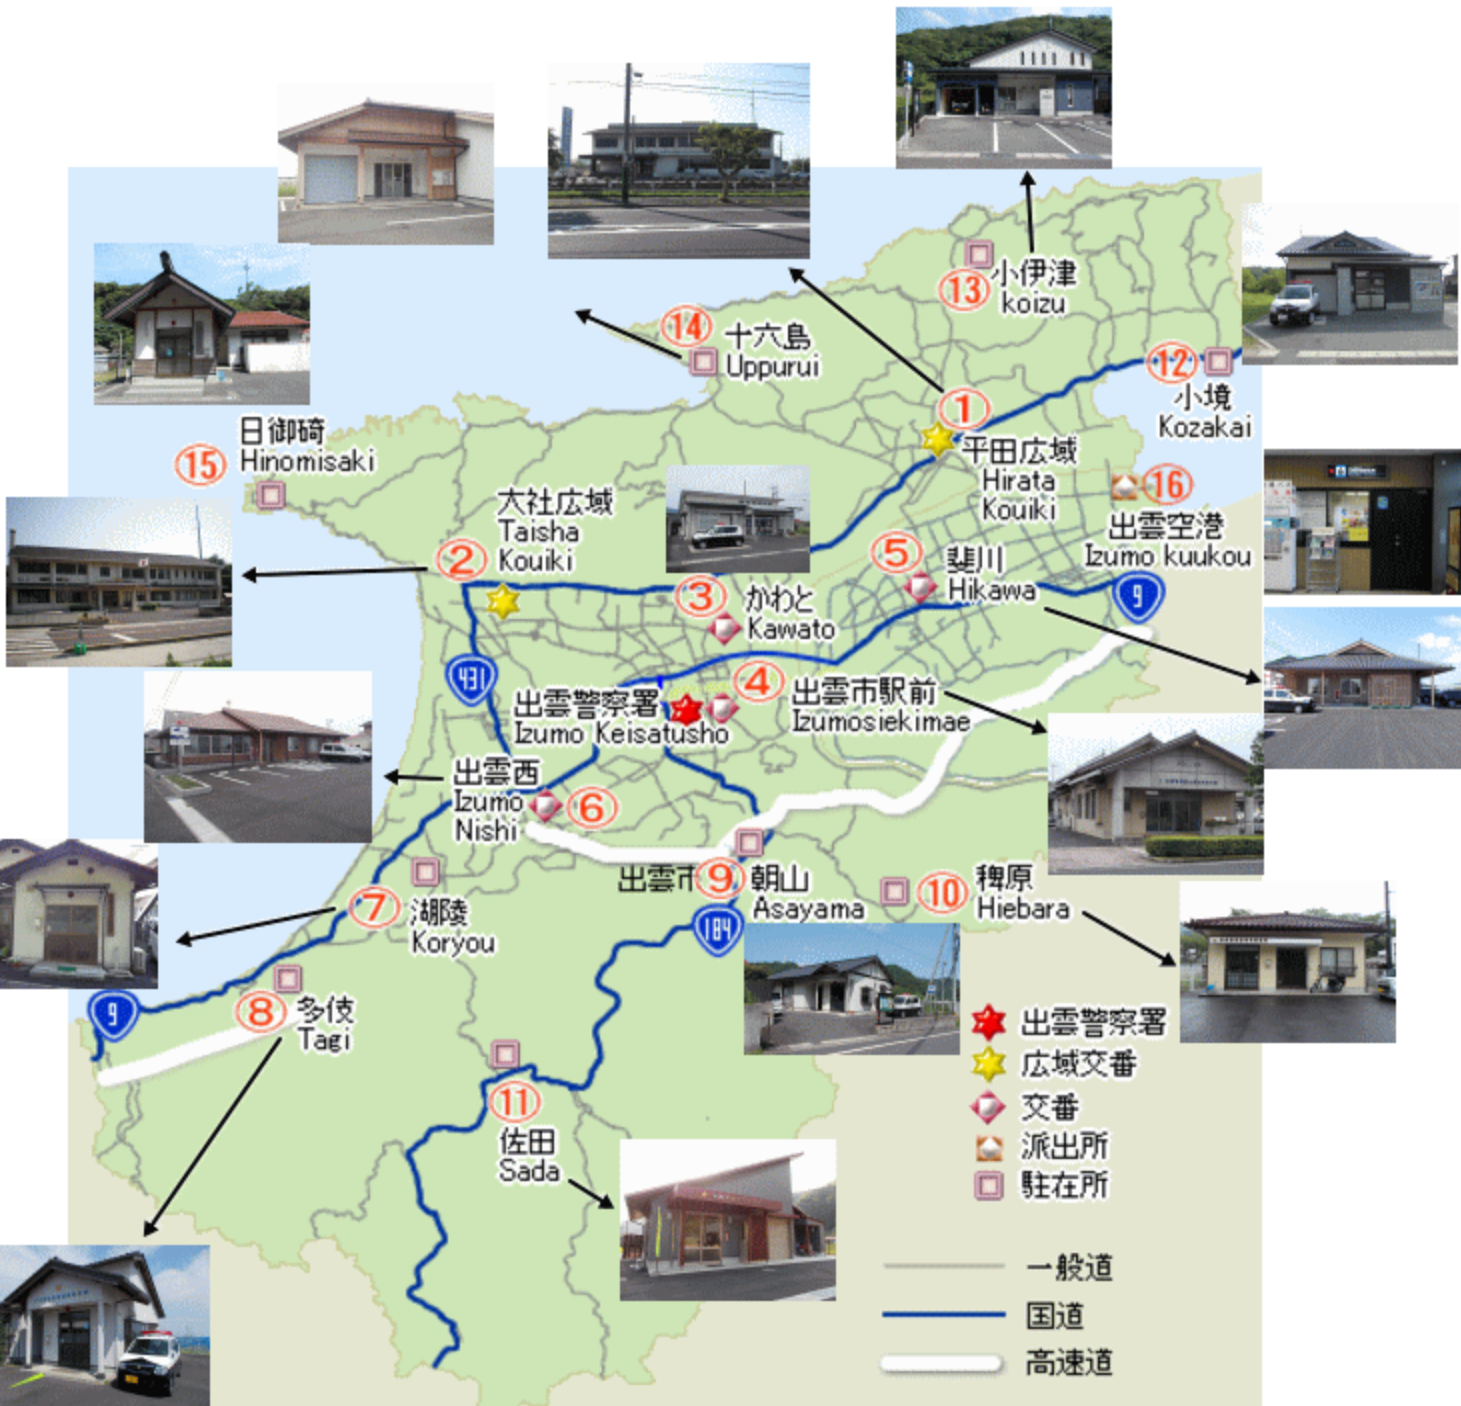 13
小伊津
koizu
14
十六島
Uppurui
12
小境
Kozakai
1
平田広域
Hirata
Kouiki
15
日御碕
Hinomisaki
16
出雲空港
Izumo kuukou
大社広域
Taisha
Kouiki
2
5
斐川
Hikawa
9
3
かわと
Kawato
431
4
出雲市駅前
Izumosiekimae
出雲警察署
Izumo Keisatusho
出雲西
Izumo
Nishi
6
出雲市
9
朝山
Asayama
10
稗原
Hiebara
7
湖陵
Koryou
184
9
8
多伎
Tagi
11
佐田
Sada
出雲警察署
広域交番
交番
派出所
駐在所
一般道
国道
高速道